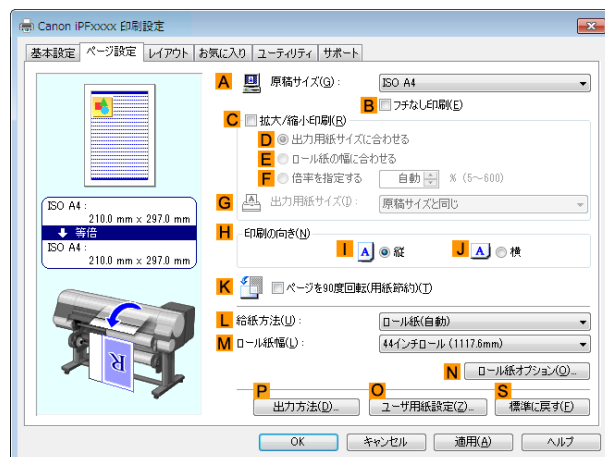 Canon iPFxxxx 印刷設定
基本設定 ページ設定 レイアウト お気に入り ユーティリティ サポート
A 原稿サイズ(G): ISO A4
B フチなし印刷(E)
C 拡大/縮小印刷(R)
D 出力用紙サイズに合わせる
E ロール紙の幅に合わせる
F 倍率を指定する 自動 % (5~600)
G 出力用紙サイズ(I): 原稿サイズと同じ
ISO A4 :
210.0 mm × 297.0 mm
等倍
ISO A4 :
210.0 mm × 297.0 mm
H 印刷の向き(N)
I A 縦 J A 横
K ページを90度回転(用紙節約)(T)
L 給紙方法(U): ロール紙(自動)
M ロール紙幅(L): 44インチロール (1117.6mm)
R
N ロール紙オプション(O)...
P O S
出力方法(D)... ユーザ用紙設定(Z)... 標準に戻す(F)
OK キャンセル 適用(A) ヘルプ